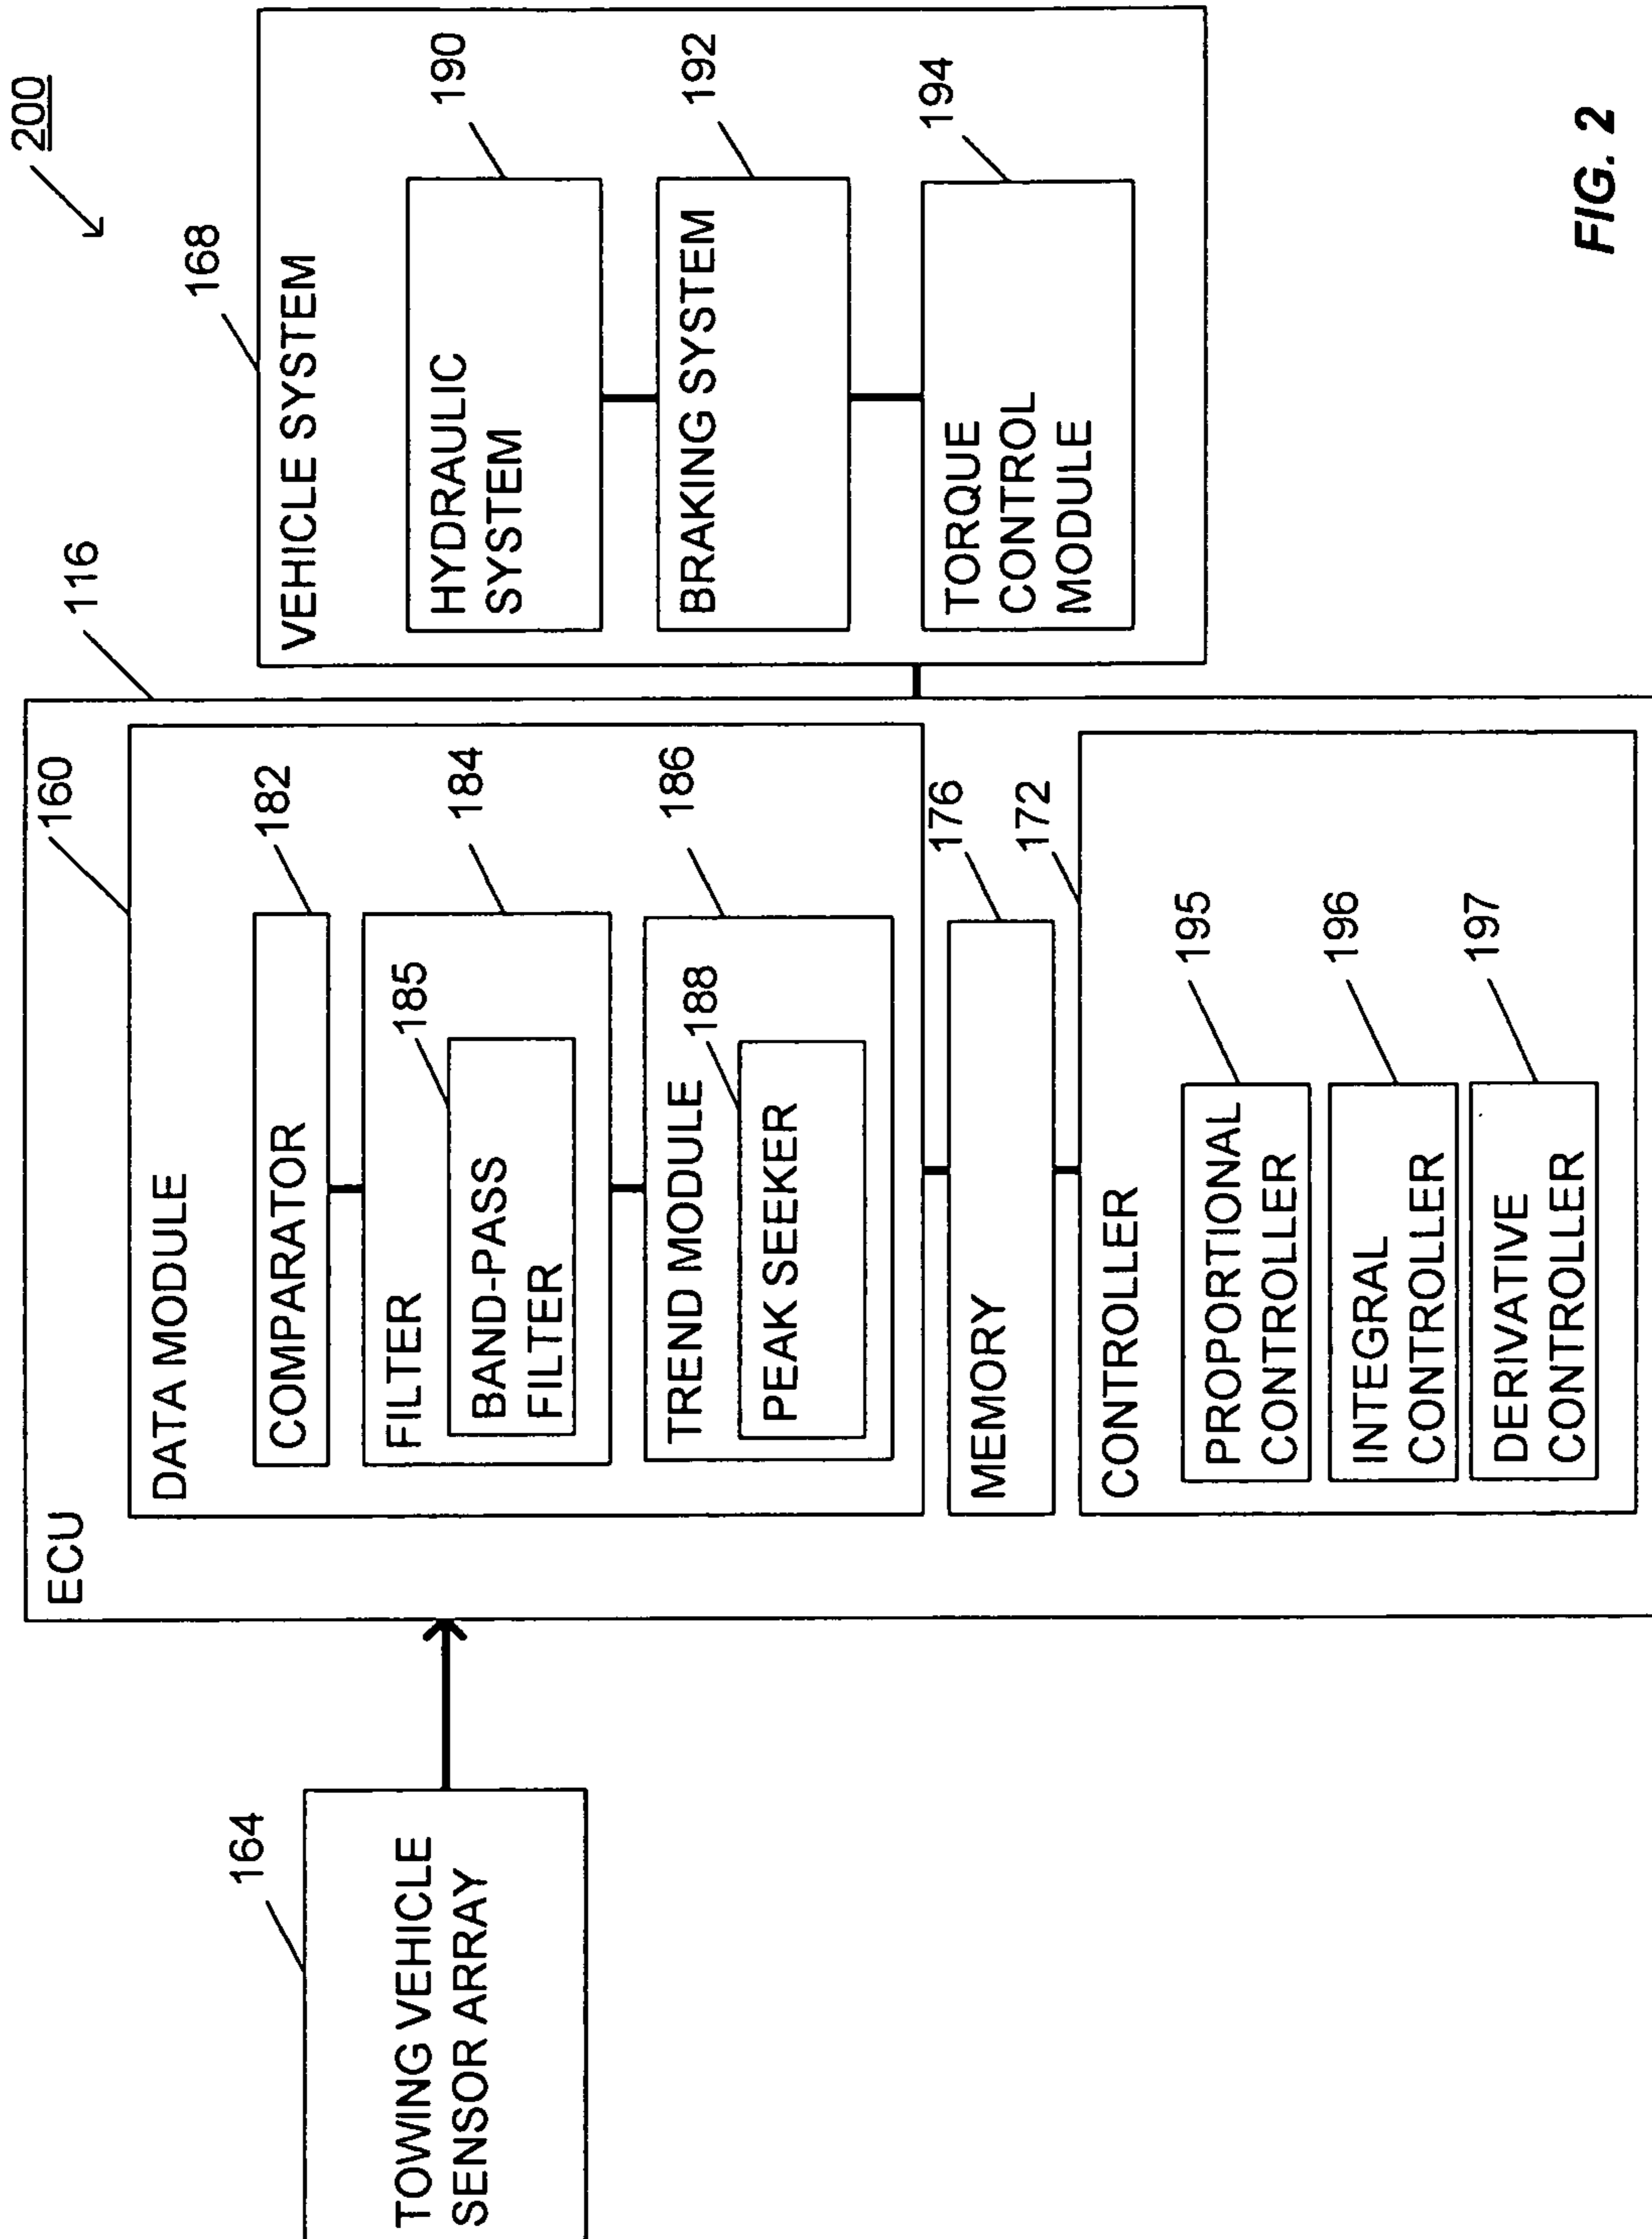 200
164
TOWING VEHICLE
SENSOR ARRAY
116
ECU
160
DATA MODULE
182
COMPARATOR
184
FILTER
185
BAND-PASS
FILTER
186
TREND MODULE
188
PEAK SEEKER
176
MEMORY
172
CONTROLLER
195
PROPORTIONAL
CONTROLLER
196
INTEGRAL
CONTROLLER
197
DERIVATIVE
CONTROLLER
168
VEHICLE SYSTEM
190
HYDRAULIC
SYSTEM
192
BRAKING SYSTEM
194
TORQUE
CONTROL
MODULE
FIG. 2